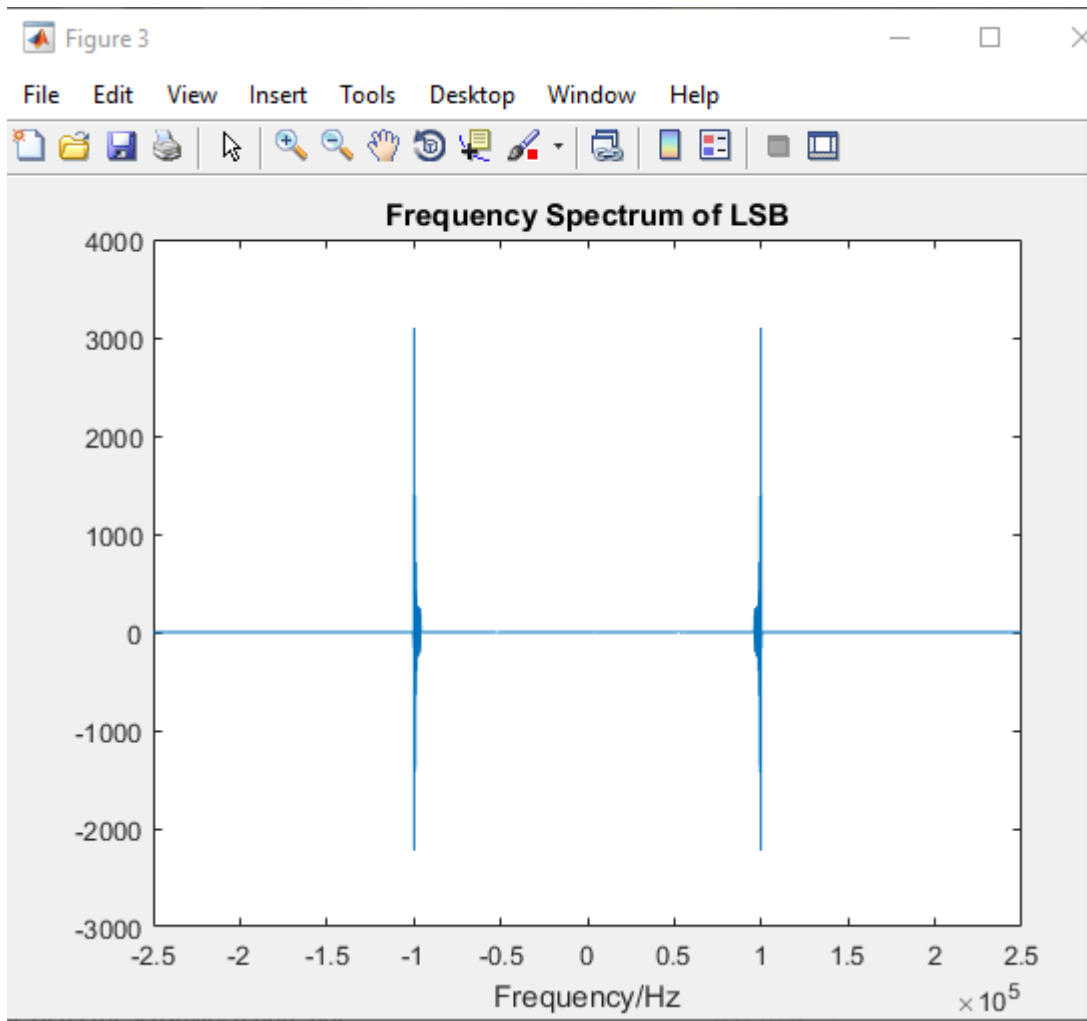 Figure 3
File Edit View Insert Tools Desktop Window Help
Frequency Spectrum of LSB
4000
3000
2000
1000
0
-1000
-2000
-3000
-2.5 -2 -1.5 -1 -0.5 0 0.5 1 1.5 2 2.5
Frequency/Hz
×10⁵